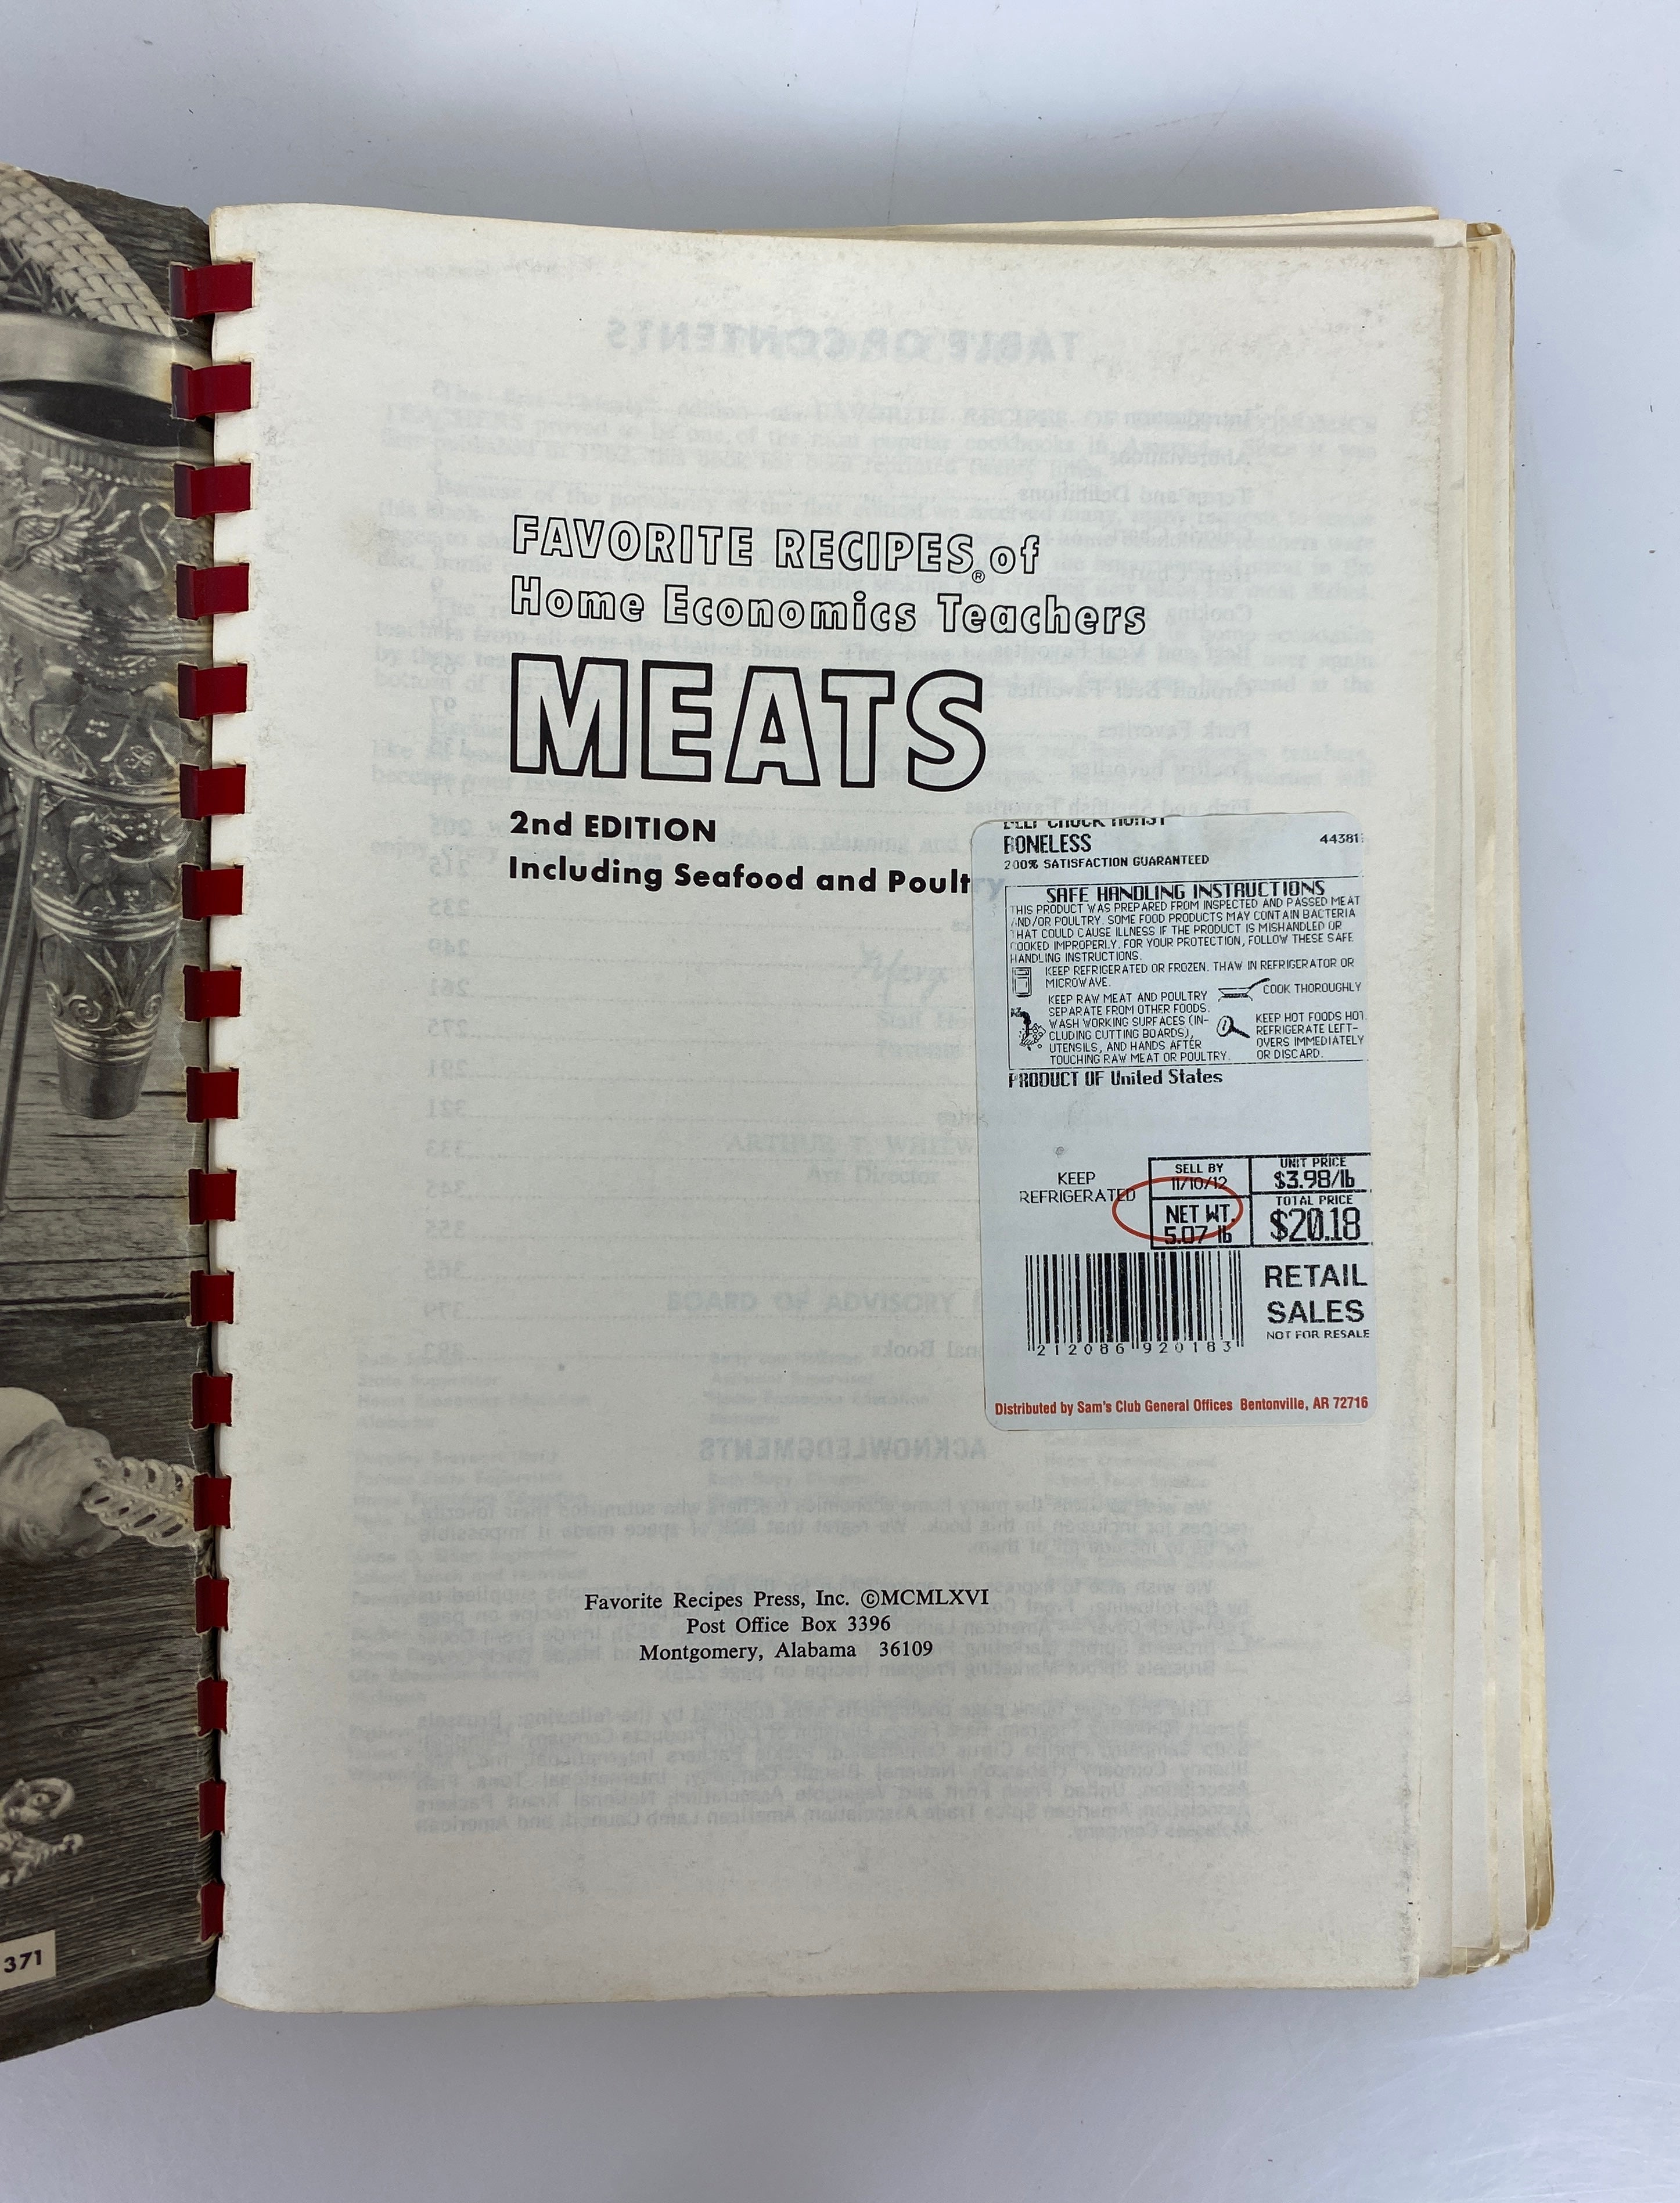 FAVORITE RECIPES® of
Home Economics Teachers
MEATS
2nd EDITION
Including Seafood and Poultry
BEEF CHUCK ROAST
BONELESS 44381
200% SATISFACTION GUARANTEED
SAFE HANDLING INSTRUCTIONS
THIS PRODUCT WAS PREPARED FROM INSPECTED AND PASSED MEAT
AND/OR POULTRY. SOME FOOD PRODUCTS MAY CONTAIN BACTERIA
THAT COULD CAUSE ILLNESS IF THE PRODUCT IS MISHANDLED OR
COOKED IMPROPERLY. FOR YOUR PROTECTION, FOLLOW THESE SAFE
HANDLING INSTRUCTIONS.
KEEP REFRIGERATED OR FROZEN. THAW IN REFRIGERATOR OR
MICROWAVE.
KEEP RAW MEAT AND POULTRY
SEPARATE FROM OTHER FOODS.
WASH WORKING SURFACES (IN-
CLUDING CUTTING BOARDS),
UTENSILS, AND HANDS AFTER
TOUCHING RAW MEAT OR POULTRY.
COOK THOROUGHLY
KEEP HOT FOODS HOT.
REFRIGERATE LEFT-
OVERS IMMEDIATELY
OR DISCARD.
PRODUCT OF United States
KEEP
REFRIGERATED
SELL BY
11/10/12
UNIT PRICE
$3.98/lb
NET WT.
5.07 lb
TOTAL PRICE
$20.18
212086 920183
RETAIL
SALES
NOT FOR RESALE
Distributed by Sam's Club General Offices Bentonville, AR 72716
Favorite Recipes Press, Inc. ©MCMLXVI
Post Office Box 3396
Montgomery, Alabama 36109
371